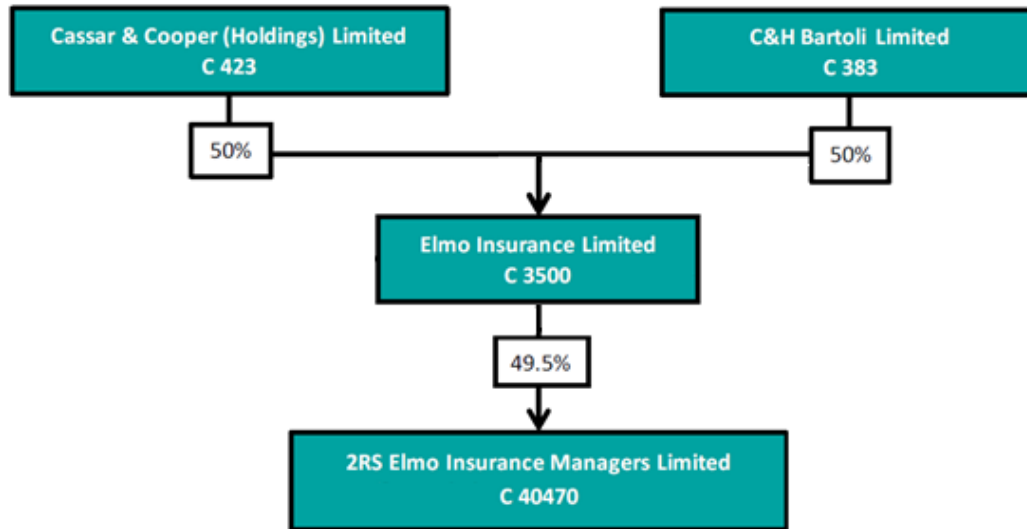 Cassar & Cooper (Holdings) Limited
C 423
C&H Bartoli Limited
C 383
50%
50%
Elmo Insurance Limited
C 3500
49.5%
2RS Elmo Insurance Managers Limited
C 40470